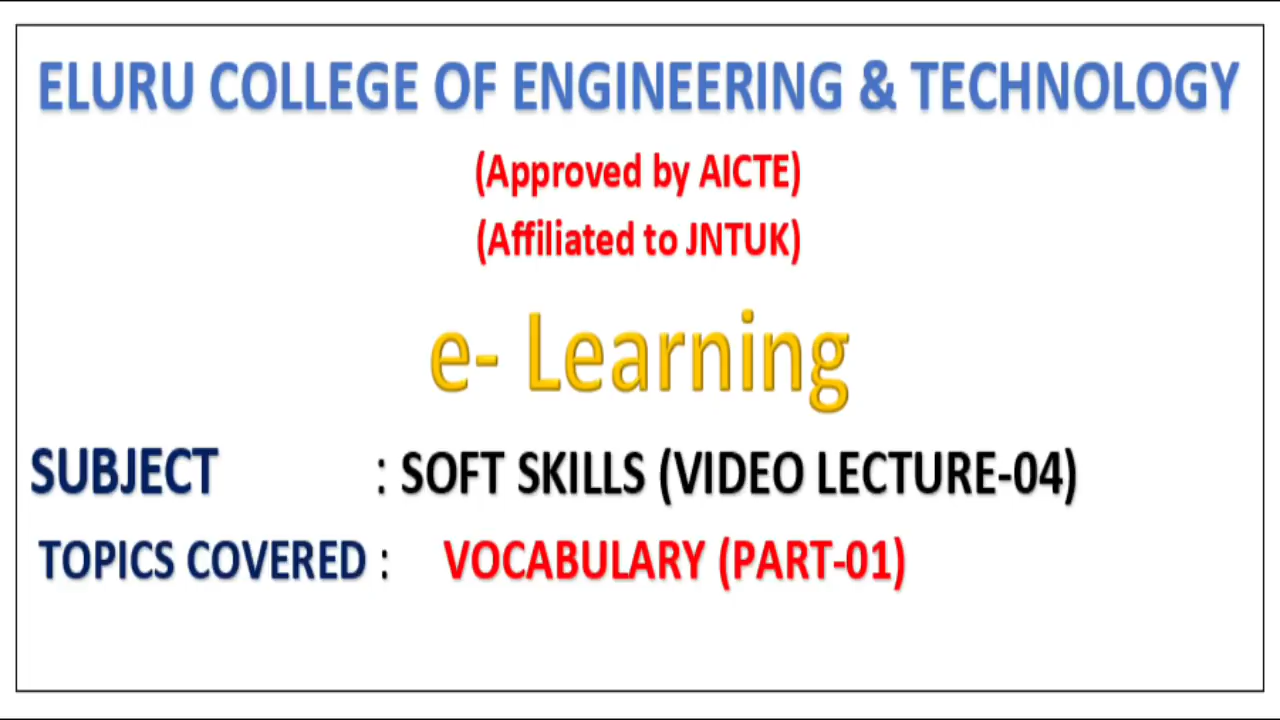 ELURU COLLEGE OF ENGINEERING & TECHNOLOGY
(Approved by AICTE)
(Affiliated to JNTUK)
e- Learning
SUBJECT : SOFT SKILLS (VIDEO LECTURE-04)
TOPICS COVERED : VOCABULARY (PART-01)